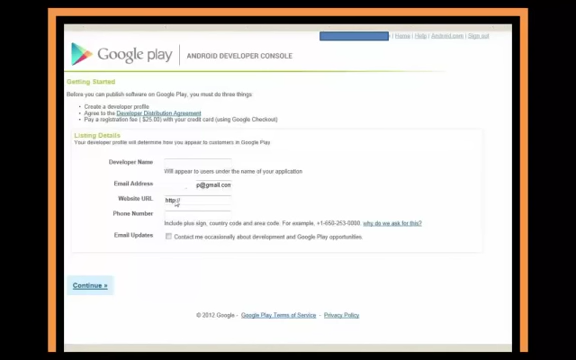 | Home | Help | Android.com | Sign out
Google play | ANDROID DEVELOPER CONSOLE
Getting Started
Before you can publish software on Google Play, you must do three things:
• Create a developer profile
• Agree to the Developer Distribution Agreement
• Pay a registration fee ( $25.00) with your credit card (using Google Checkout)
Listing Details
Your developer profile will determine how you appear to customers in Google Play
Developer Name
Will appear to users under the name of your application
Email Address p@gmail.com
Website URL http://
Phone Number
Include plus sign, country code and area code. For example, +1-650-253-0000. why do we ask for this?
Email Updates Contact me occasionally about development and Google Play opportunities.
Continue »
© 2012 Google - Google Play Terms of Service - Privacy Policy